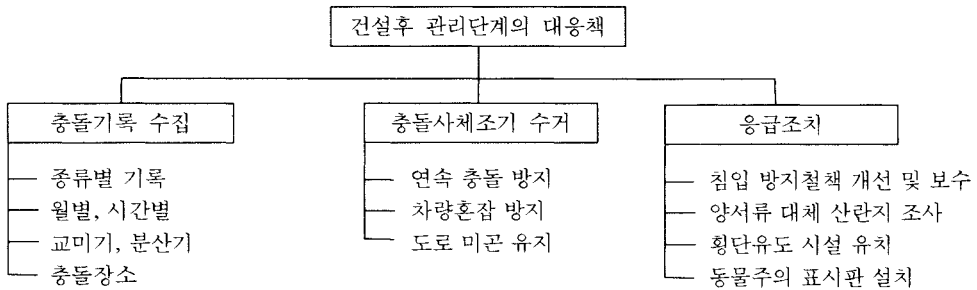 건설후 관리단계의 대응책
충돌기록 수집
종류별 기록
월별, 시간별
교미기, 분산기
충돌장소
충돌사체조기 수거
연속 충돌 방지
차량혼잡 방지
도로 미곤 유지
응급조치
침입 방지철책 개선 및 보수
양서류 대체 산란지 조사
횡단유도 시설 유치
동물주의 표시판 설치